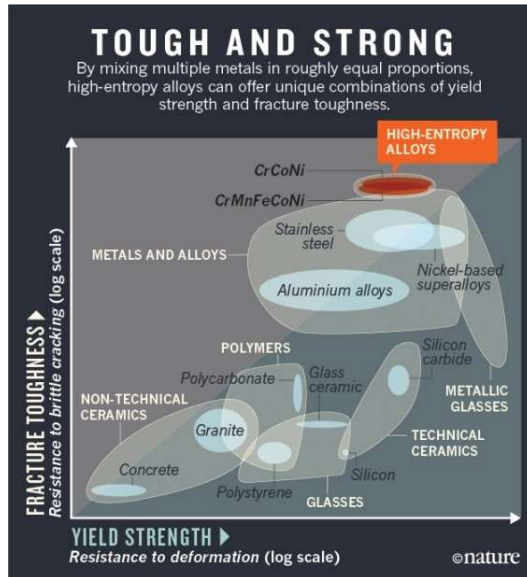 TOUGH AND STRONG
By mixing multiple metals in roughly equal proportions,
high-entropy alloys can offer unique combinations of yield
strength and fracture toughness.
HIGH-ENTROPY
ALLOYS
CrCoNi
CrMnFeCoNi
Stainless
steel
METALS AND ALLOYS
Nickel-based
superalloys
Aluminium alloys
POLYMERS
Silicon
carbide
Polycarbonate
Glass
ceramic
NON-TECHNICAL
CERAMICS
METALLIC
GLASSES
Granite
TECHNICAL
CERAMICS
Concrete
Silicon
Polystyrene
GLASSES
FRACTURE TOUGHNESS ▶
Resistance to brittle cracking (log scale)
YIELD STRENGTH ▶
Resistance to deformation (log scale)
©nature